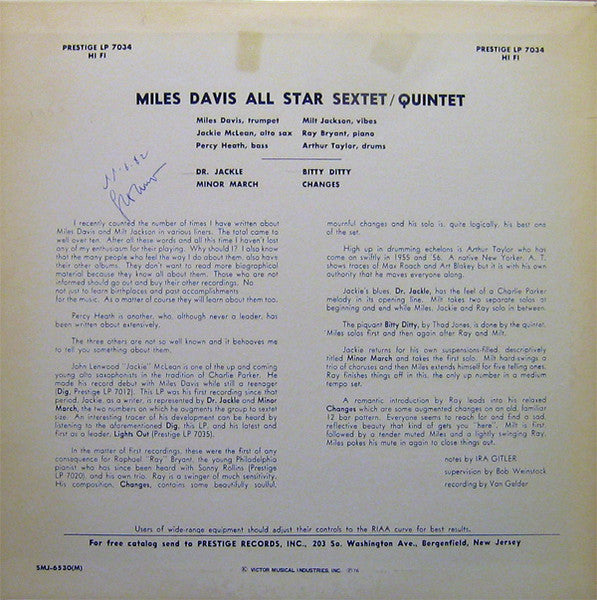 PRESTIGE LP 7034
HI FI
PRESTIGE LP 7034
HI FI
MILES DAVIS ALL STAR SEXTET/QUINTET
Miles Davis, trumpet
Jackie McLean, alto sax
Percy Heath, bass
Milt Jackson, vibes
Ray Bryant, piano
Arthur Taylor, drums
DR. JACKLE
MINOR MARCH
BITTY DITTY
CHANGES
I recently counted the number of times I have written about
Miles Davis and Milt Jackson in various liners. The total came to
well over ten. After all these words and all this time I haven't lost
any of my enthusiasism for their playing. Why should I? I also know
that the many people who feel the way I do about them, also have
their other albums. They don't want to read more biographical
material because they know all about them. Those who are not
informed should go out and buy their other recordings. No
not just to learn birthplaces and past accomplishments
for the music. As a matter of course they will learn about them too.
Percy Heath is another, who, although never a leader, has
been written about extensively.
The three others are not so well known and it behooves me
to tell you something about them.
John Lenwood "Jackie" McLean is one of the up and coming
young alto saxophonists in the tradition of Charlie Parker. He
made his record debut with Miles Davis while still a teenager
(Dig, Prestige LP 7012). This LP was his first recording since that
period. Jackie, as a writer, is represented by Dr. Jackle and Minor
March, the two numbers on which he augments the group to sextet
size. An interesting tracer of his development can be heard by
listening to the aforementioned Dig, this LP, and his latest and
first as a leader, Lights Out (Prestige LP 7035).
In the matter of first recordings, these were the first of any
consequence for Raphael "Ray" Bryant, the young Philadelphia
pianist who has since been heard with Sonny Rollins (Prestige
LP 7020), and his own trio. Ray is a swinger of much sensitivity.
His composition, Changes, contains some beautifully soulful,
mournful changes and his solo is, quite logically, his best one
of the set.
High up in drumming echelons is Arthur Taylor who has
come on swiftly in 1955 and '56. A native New Yorker, A. T.
shows traces of Max Roach and Art Blakey but it is with his own
authority that he moves everyone along.
Jackie's blues, Dr. Jackle, has the feel of a Charlie Parker
melody in its opening line. Milt takes two separate solos at
beginning and end while Miles, Jackie and Ray solo in between.
The piquant Bitty Ditty, by Thad Jones, is done by the quintet.
Miles solos first and then again after Ray and Milt.
Jackie returns for his own suspensions-filled, descriptively
titled Minor March and takes the first solo. Milt hard-swings a
trio of choruses and then Miles extends himself for five telling ones.
Ray finishes things off in this, the only up number in a medium
tempo set.
A romantic introduction by Ray leads into his relaxed
Changes which are some augmented changes on an old, familiar
12 bar pattern. Everyone seems to reach for and find a sad,
reflective beauty that kind of gets you "here". Milt is first,
followed by a tender muted Miles and a lightly swinging Ray.
Miles pokes his mute in again to close things out.
notes by IRA GITLER
supervision by Bob Weinstock
recording by Van Gelder
Users of wide-range equipment should adjust their controls to the RIAA curve for best results.
For free catalog send to PRESTIGE RECORDS, INC., 203 So. Washington Ave., Bergenfield, New Jersey
SMJ-6530(M)
VICTOR MUSICAL INDUSTRIES, INC.